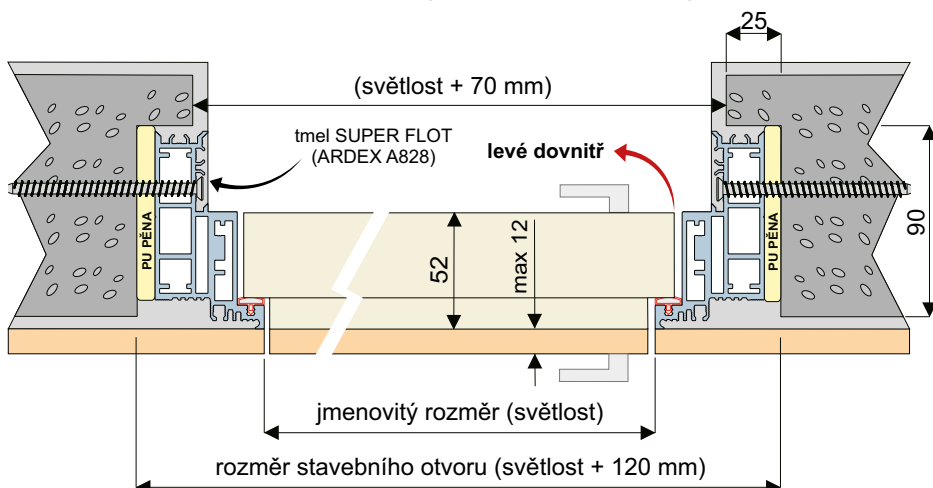 25
(světlost + 70 mm)
tmel SUPER FLOT
(ARDEX A828)
levé dovnitř
PU PĚNA
52
max 12
PU PĚNA
90
jmenovitý rozměr (světlost)
rozměr stavebního otvoru (světlost + 120 mm)